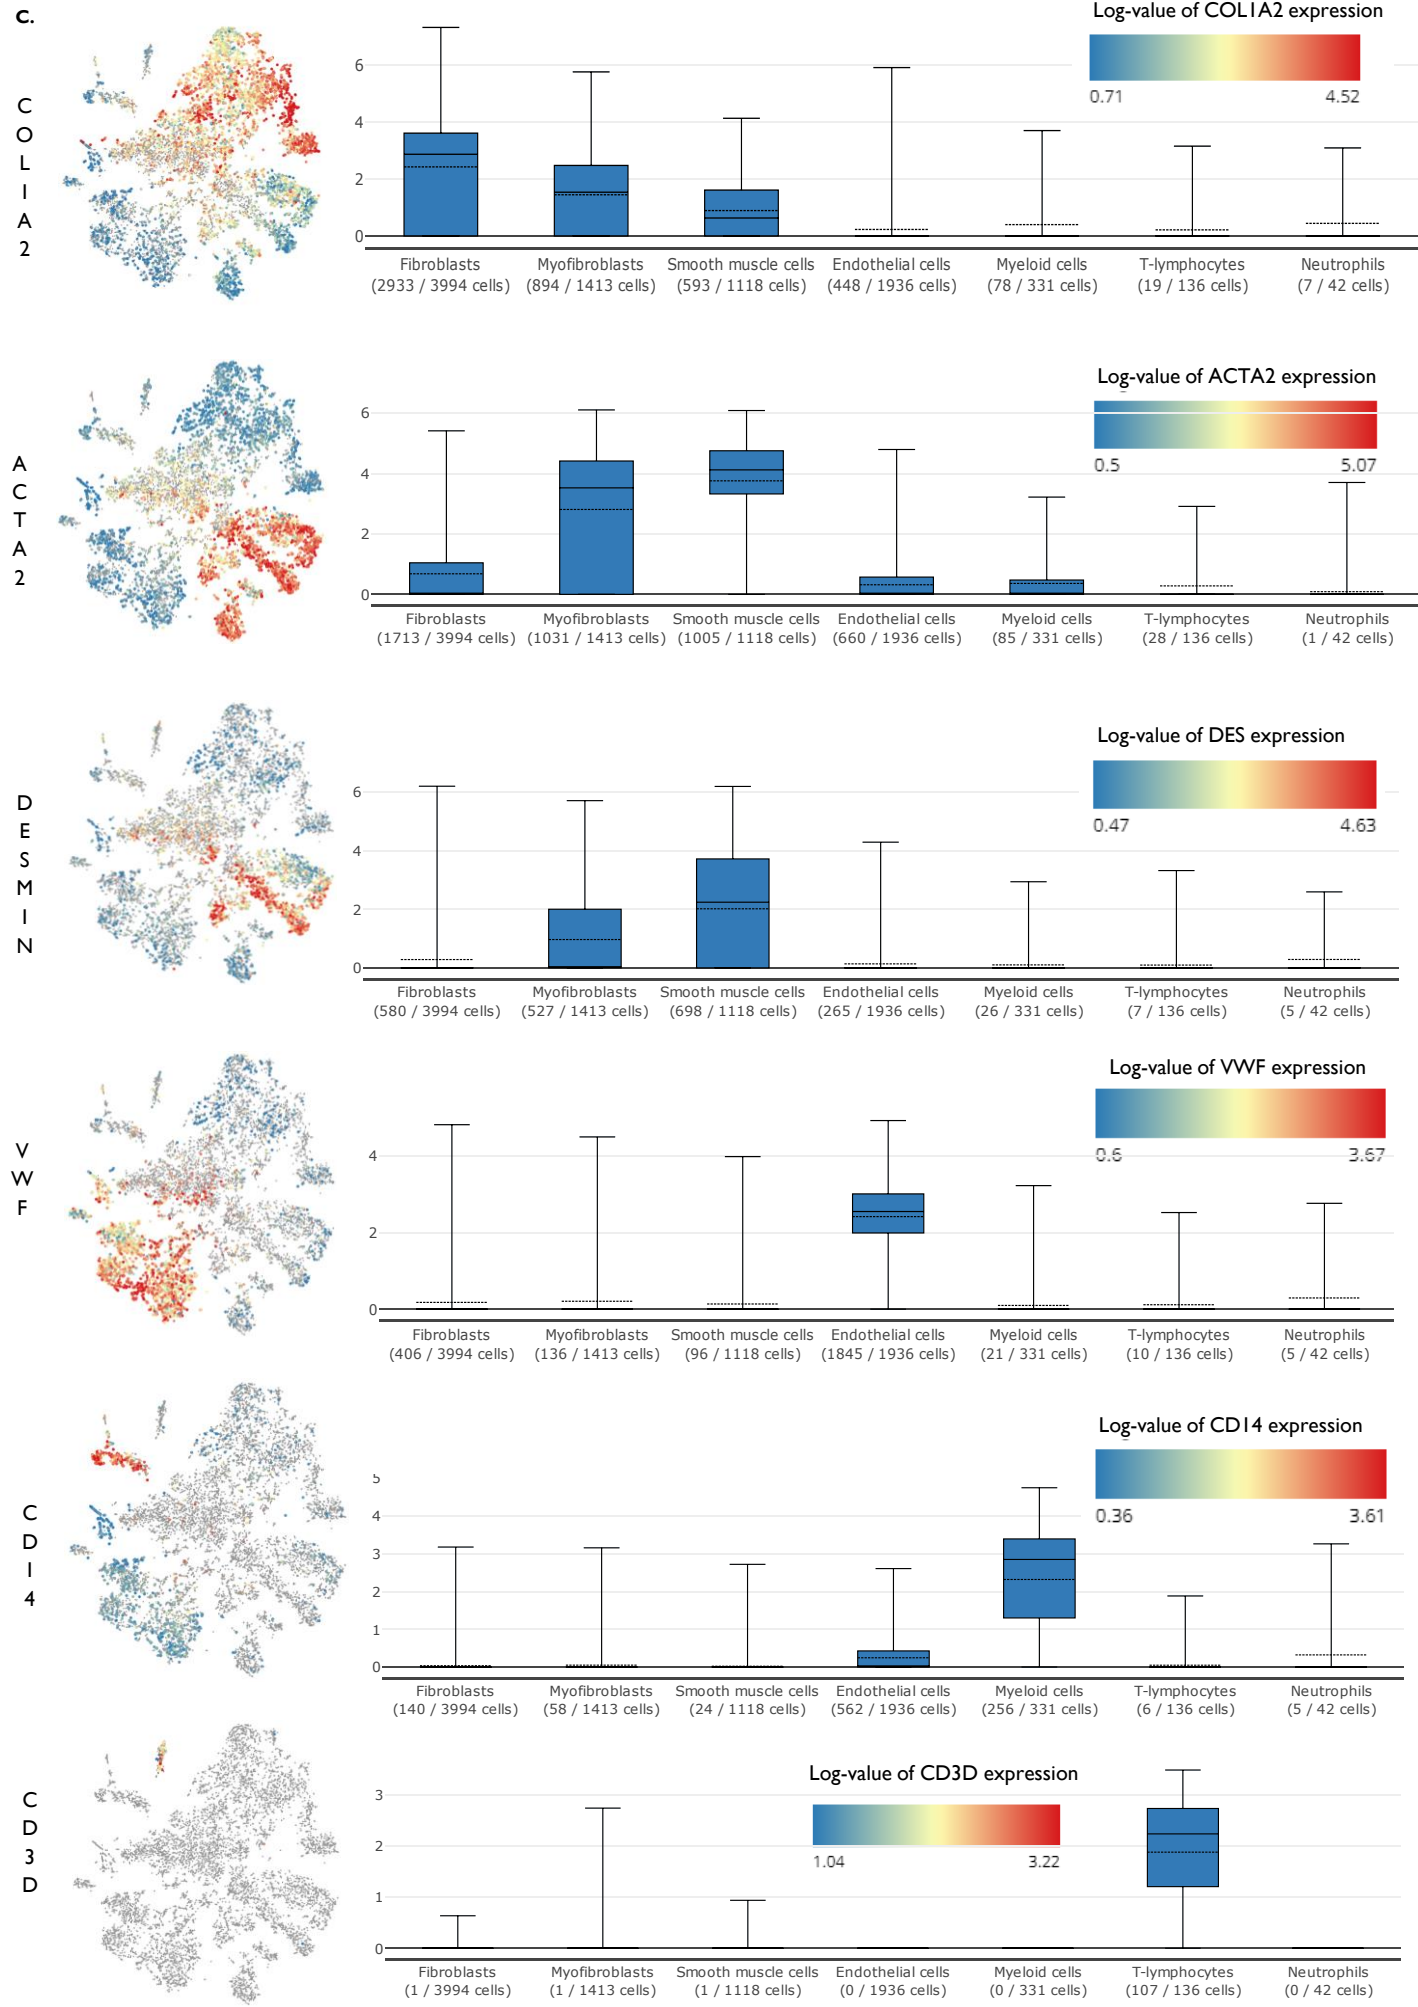 C.
Log-value of COL1A2 expression
0.71 4.52
C
O
L
I
A
2
6
4
2
0
Fibroblasts Myofibroblasts Smooth muscle cells Endothelial cells Myeloid cells T-lymphocytes Neutrophils
(2933 / 3994 cells) (894 / 1413 cells) (593 / 1118 cells) (448 / 1936 cells) (78 / 331 cells) (19 / 136 cells) (7 / 42 cells)
Log-value of ACTA2 expression
0.5 5.07
A
C
T
A
2
6
4
2
0
Fibroblasts Myofibroblasts Smooth muscle cells Endothelial cells Myeloid cells T-lymphocytes Neutrophils
(1713 / 3994 cells) (1031 / 1413 cells) (1005 / 1118 cells) (660 / 1936 cells) (85 / 331 cells) (28 / 136 cells) (1 / 42 cells)
Log-value of DES expression
0.47 4.63
D
E
S
M
I
N
6
4
2
0
Fibroblasts Myofibroblasts Smooth muscle cells Endothelial cells Myeloid cells T-lymphocytes Neutrophils
(580 / 3994 cells) (527 / 1413 cells) (698 / 1118 cells) (265 / 1936 cells) (26 / 331 cells) (7 / 136 cells) (5 / 42 cells)
Log-value of VWF expression
0.6 3.67
V
W
F
4
2
0
Fibroblasts Myofibroblasts Smooth muscle cells Endothelial cells Myeloid cells T-lymphocytes Neutrophils
(406 / 3994 cells) (136 / 1413 cells) (96 / 1118 cells) (1845 / 1936 cells) (21 / 331 cells) (10 / 136 cells) (5 / 42 cells)
Log-value of CD14 expression
0.36 3.61
C
D
I
4
5
4
3
2
1
0
Fibroblasts Myofibroblasts Smooth muscle cells Endothelial cells Myeloid cells T-lymphocytes Neutrophils
(140 / 3994 cells) (58 / 1413 cells) (24 / 1118 cells) (562 / 1936 cells) (256 / 331 cells) (6 / 136 cells) (5 / 42 cells)
Log-value of CD3D expression
1.04 3.22
C
D
3
D
3
2
1
0
Fibroblasts Myofibroblasts Smooth muscle cells Endothelial cells Myeloid cells T-lymphocytes Neutrophils
(1 / 3994 cells) (1 / 1413 cells) (1 / 1118 cells) (0 / 1936 cells) (0 / 331 cells) (107 / 136 cells) (0 / 42 cells)